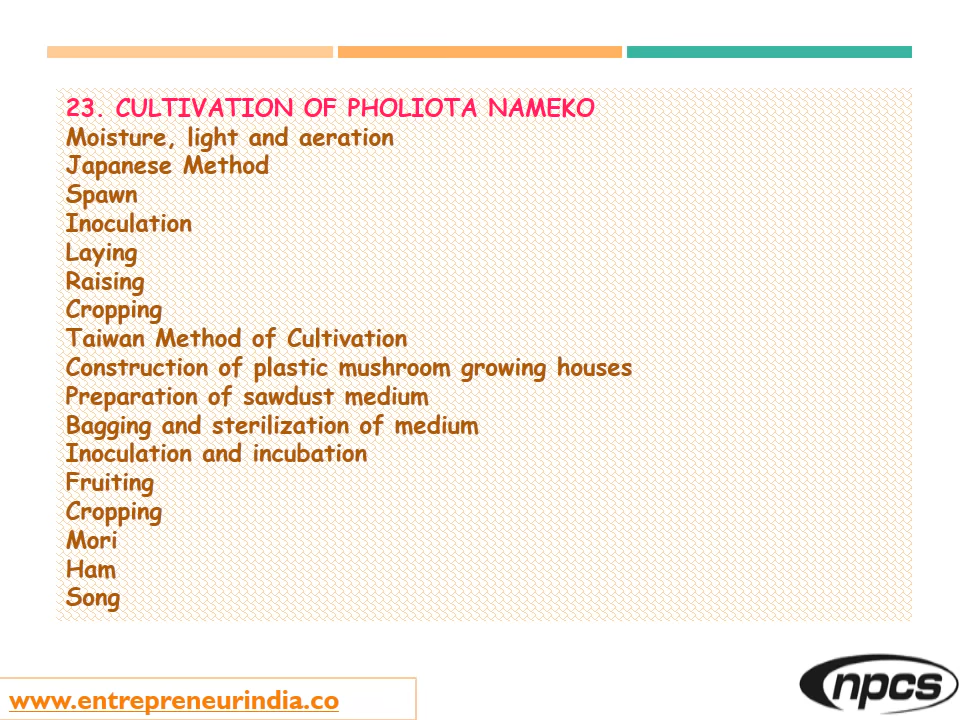 23. CULTIVATION OF PHOLIOTA NAMEKO
Moisture, light and aeration
Japanese Method
Spawn
Inoculation
Laying
Raising
Cropping
Taiwan Method of Cultivation
Construction of plastic mushroom growing houses
Preparation of sawdust medium
Bagging and sterilization of medium
Inoculation and incubation
Fruiting
Cropping
Mori
Ham
Song
www.entrepreneurindia.co
npcs